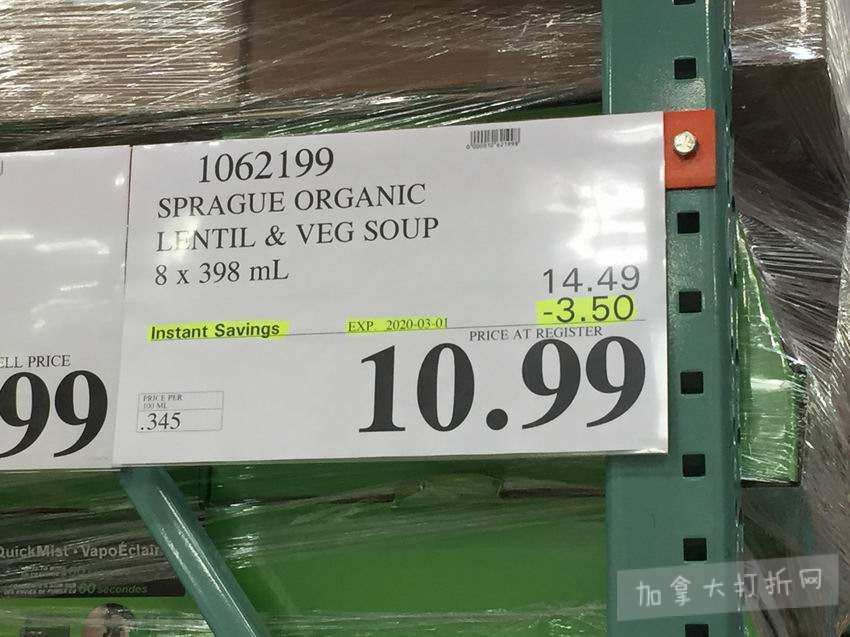 1062199
SPRAGUE ORGANIC
LENTIL & VEG SOUP
8 x 398 mL
14.49
-3.50
Instant Savings
EXP 2020-03-01
PRICE AT REGISTER
10.99
PRICE PER
100 ML
.345
ELL PRICE
99
QuickMist • VapoÉclair
60 secondes
加拿大打折网